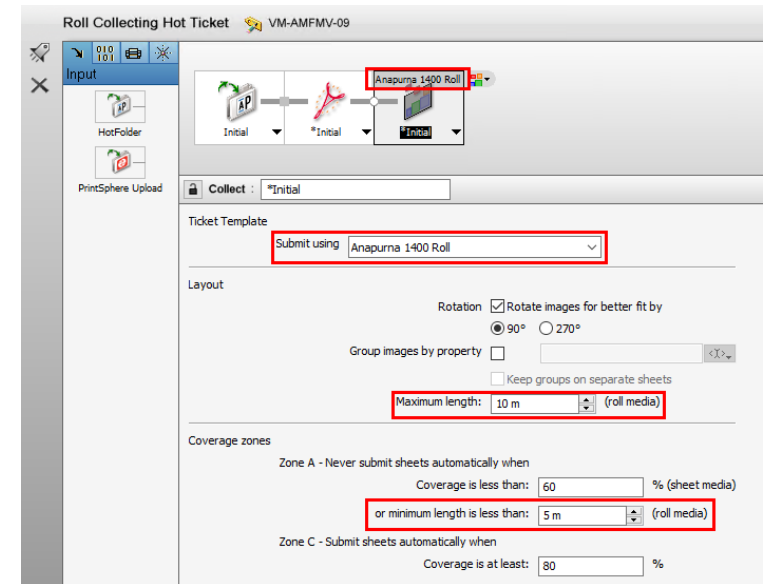 Roll Collecting Hot Ticket VM-AMFMV-09
Input
HotFolder
PrintSphere Upload
Anapurna 1400 Roll
Initial
*Initial
*Initial
Collect : *Initial
Ticket Template
Submit using Anapurna 1400 Roll
Layout
Rotation Rotate images for better fit by
90° 270°
Group images by property
Keep groups on separate sheets
Maximum length: 10 m (roll media)
Coverage zones
Zone A - Never submit sheets automatically when
Coverage is less than: 60 % (sheet media)
or minimum length is less than: 5 m (roll media)
Zone C - Submit sheets automatically when
Coverage is at least: 80 %